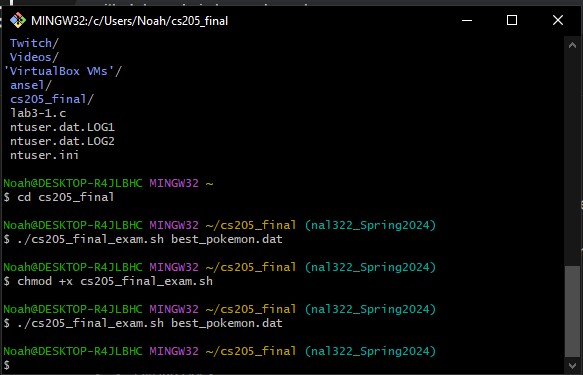 MINGW32:/c/Users/Noah/cs205_final
Twitch/
Videos/
'VirtualBox VMs'/
ansel/
cs205_final/
lab3-1.c
ntuser.dat.LOG1
ntuser.dat.LOG2
ntuser.ini
Noah@DESKTOP-R4JLBHC MINGW32 ~
$ cd cs205_final
Noah@DESKTOP-R4JLBHC MINGW32 ~/cs205_final (nal322_Spring2024)
$ ./cs205_final_exam.sh best_pokemon.dat
Noah@DESKTOP-R4JLBHC MINGW32 ~/cs205_final (nal322_Spring2024)
$ chmod +x cs205_final_exam.sh
Noah@DESKTOP-R4JLBHC MINGW32 ~/cs205_final (nal322_Spring2024)
$ ./cs205_final_exam.sh best_pokemon.dat
Noah@DESKTOP-R4JLBHC MINGW32 ~/cs205_final (nal322_Spring2024)
$